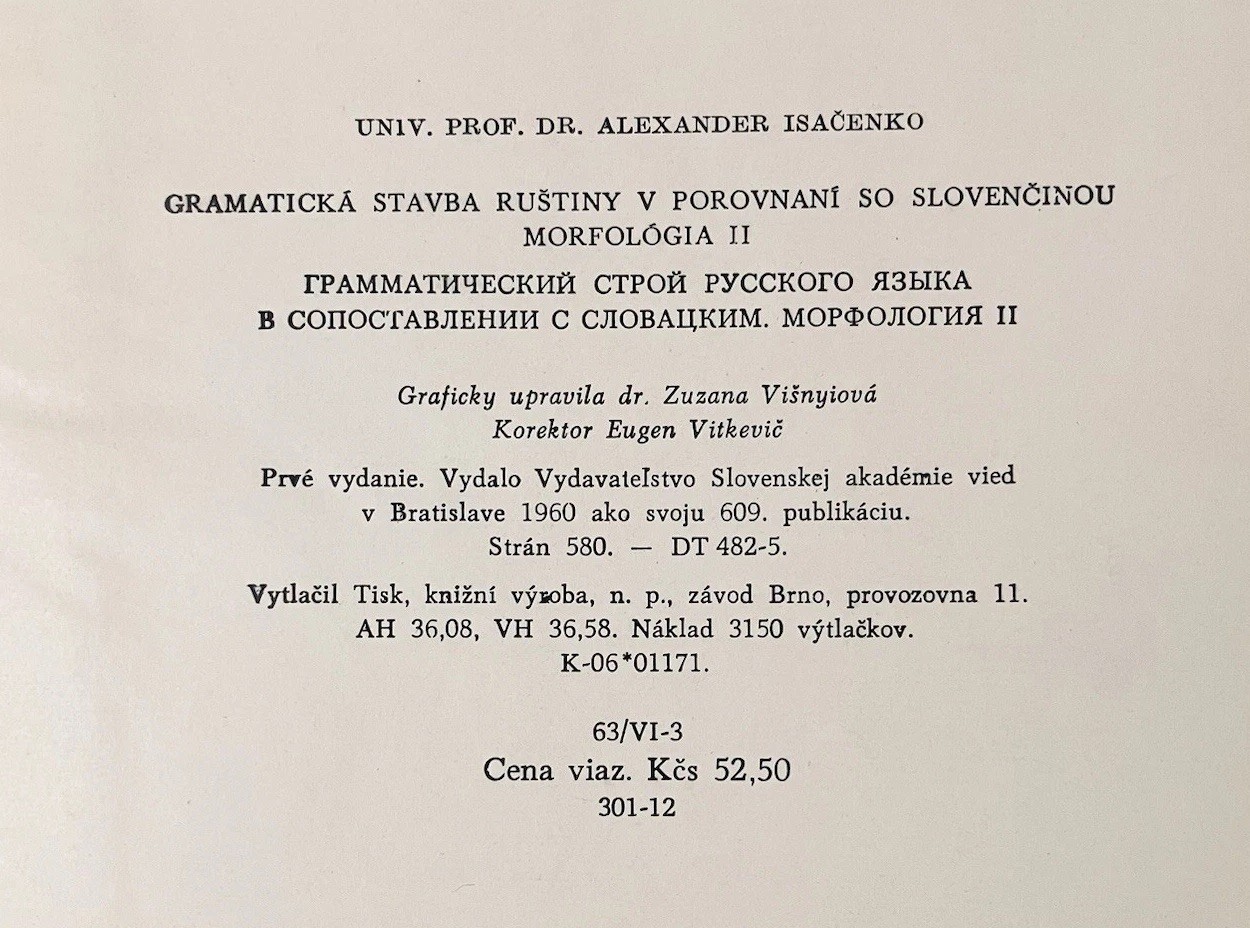 UNIV. PROF. DR. ALEXANDER ISAČENKO
GRAMATICKÁ STAVBA RUŠTINY V POROVNANÍ SO SLOVENČINOU
MORFOLÓGIA II
ГРАММАТИЧЕСКИЙ СТРОЙ РУССКОГО ЯЗЫКА
В СОПОСТАВЛЕНИИ С СЛОВАЦКИМ. МОРФОЛОГИЯ II
Graficky upravila dr. Zuzana Višnyiová
Korektor Eugen Vitkevič
Prvé vydanie. Vydalo Vydavateľstvo Slovenskej akadémie vied
v Bratislave 1960 ako svoju 609. publikáciu.
Strán 580. — DT 482-5.
Vytlačil Tisk, knižní výroba, n. p., závod Brno, provozovna 11.
AH 36,08, VH 36,58. Náklad 3150 výtlačkov.
K-06*01171.
63/VI-3
Cena viaz. Kčs 52,50
301-12